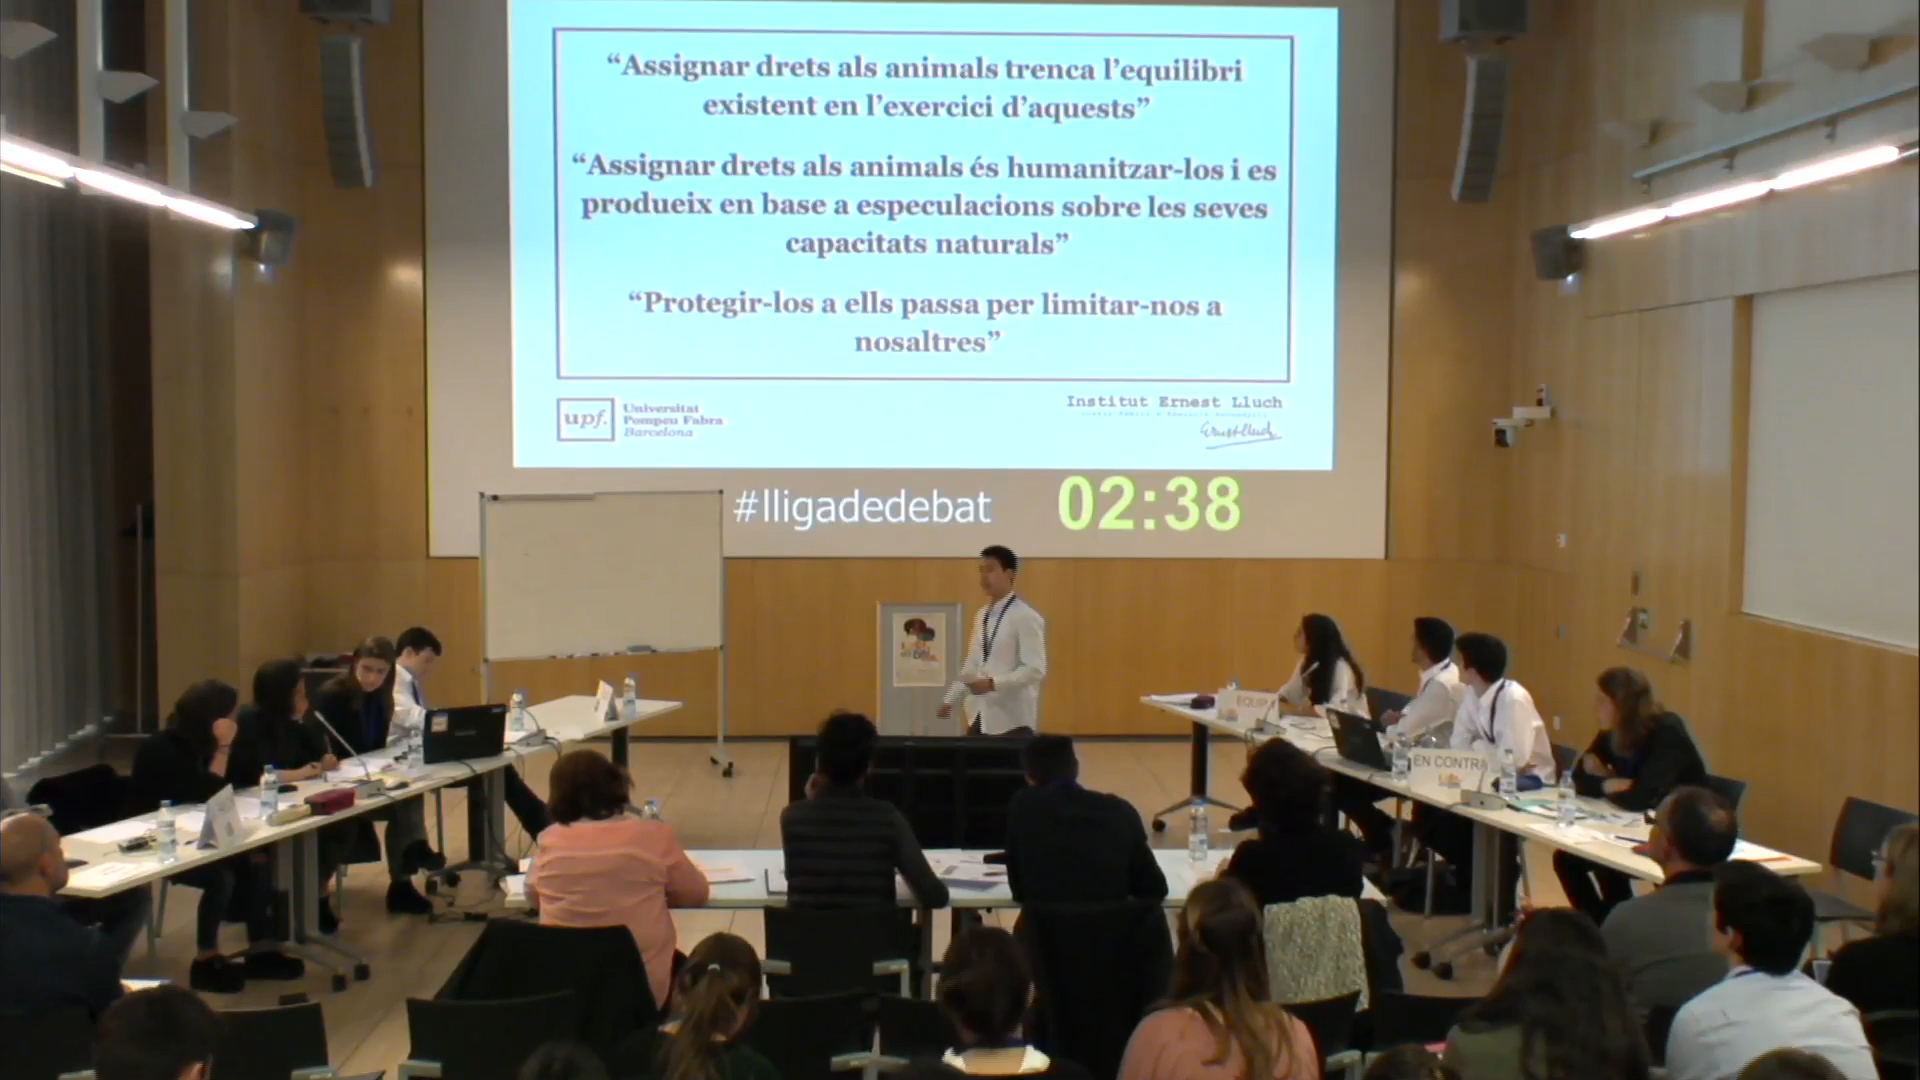 “Assignar drets als animals trenca l’equilibri
existent en l’exercici d’aquests”
“Assignar drets als animals és humanitzar-los i es
produeix en base a especulacions sobre les seves
capacitats naturals”
“Protegir-los a ells passa per limitar-nos a
nosaltres”
upf.
Universitat
Pompeu Fabra
Barcelona
Institut Ernest Lluch
#lligadedebat
02:38
EQUIP
EN CONTRA